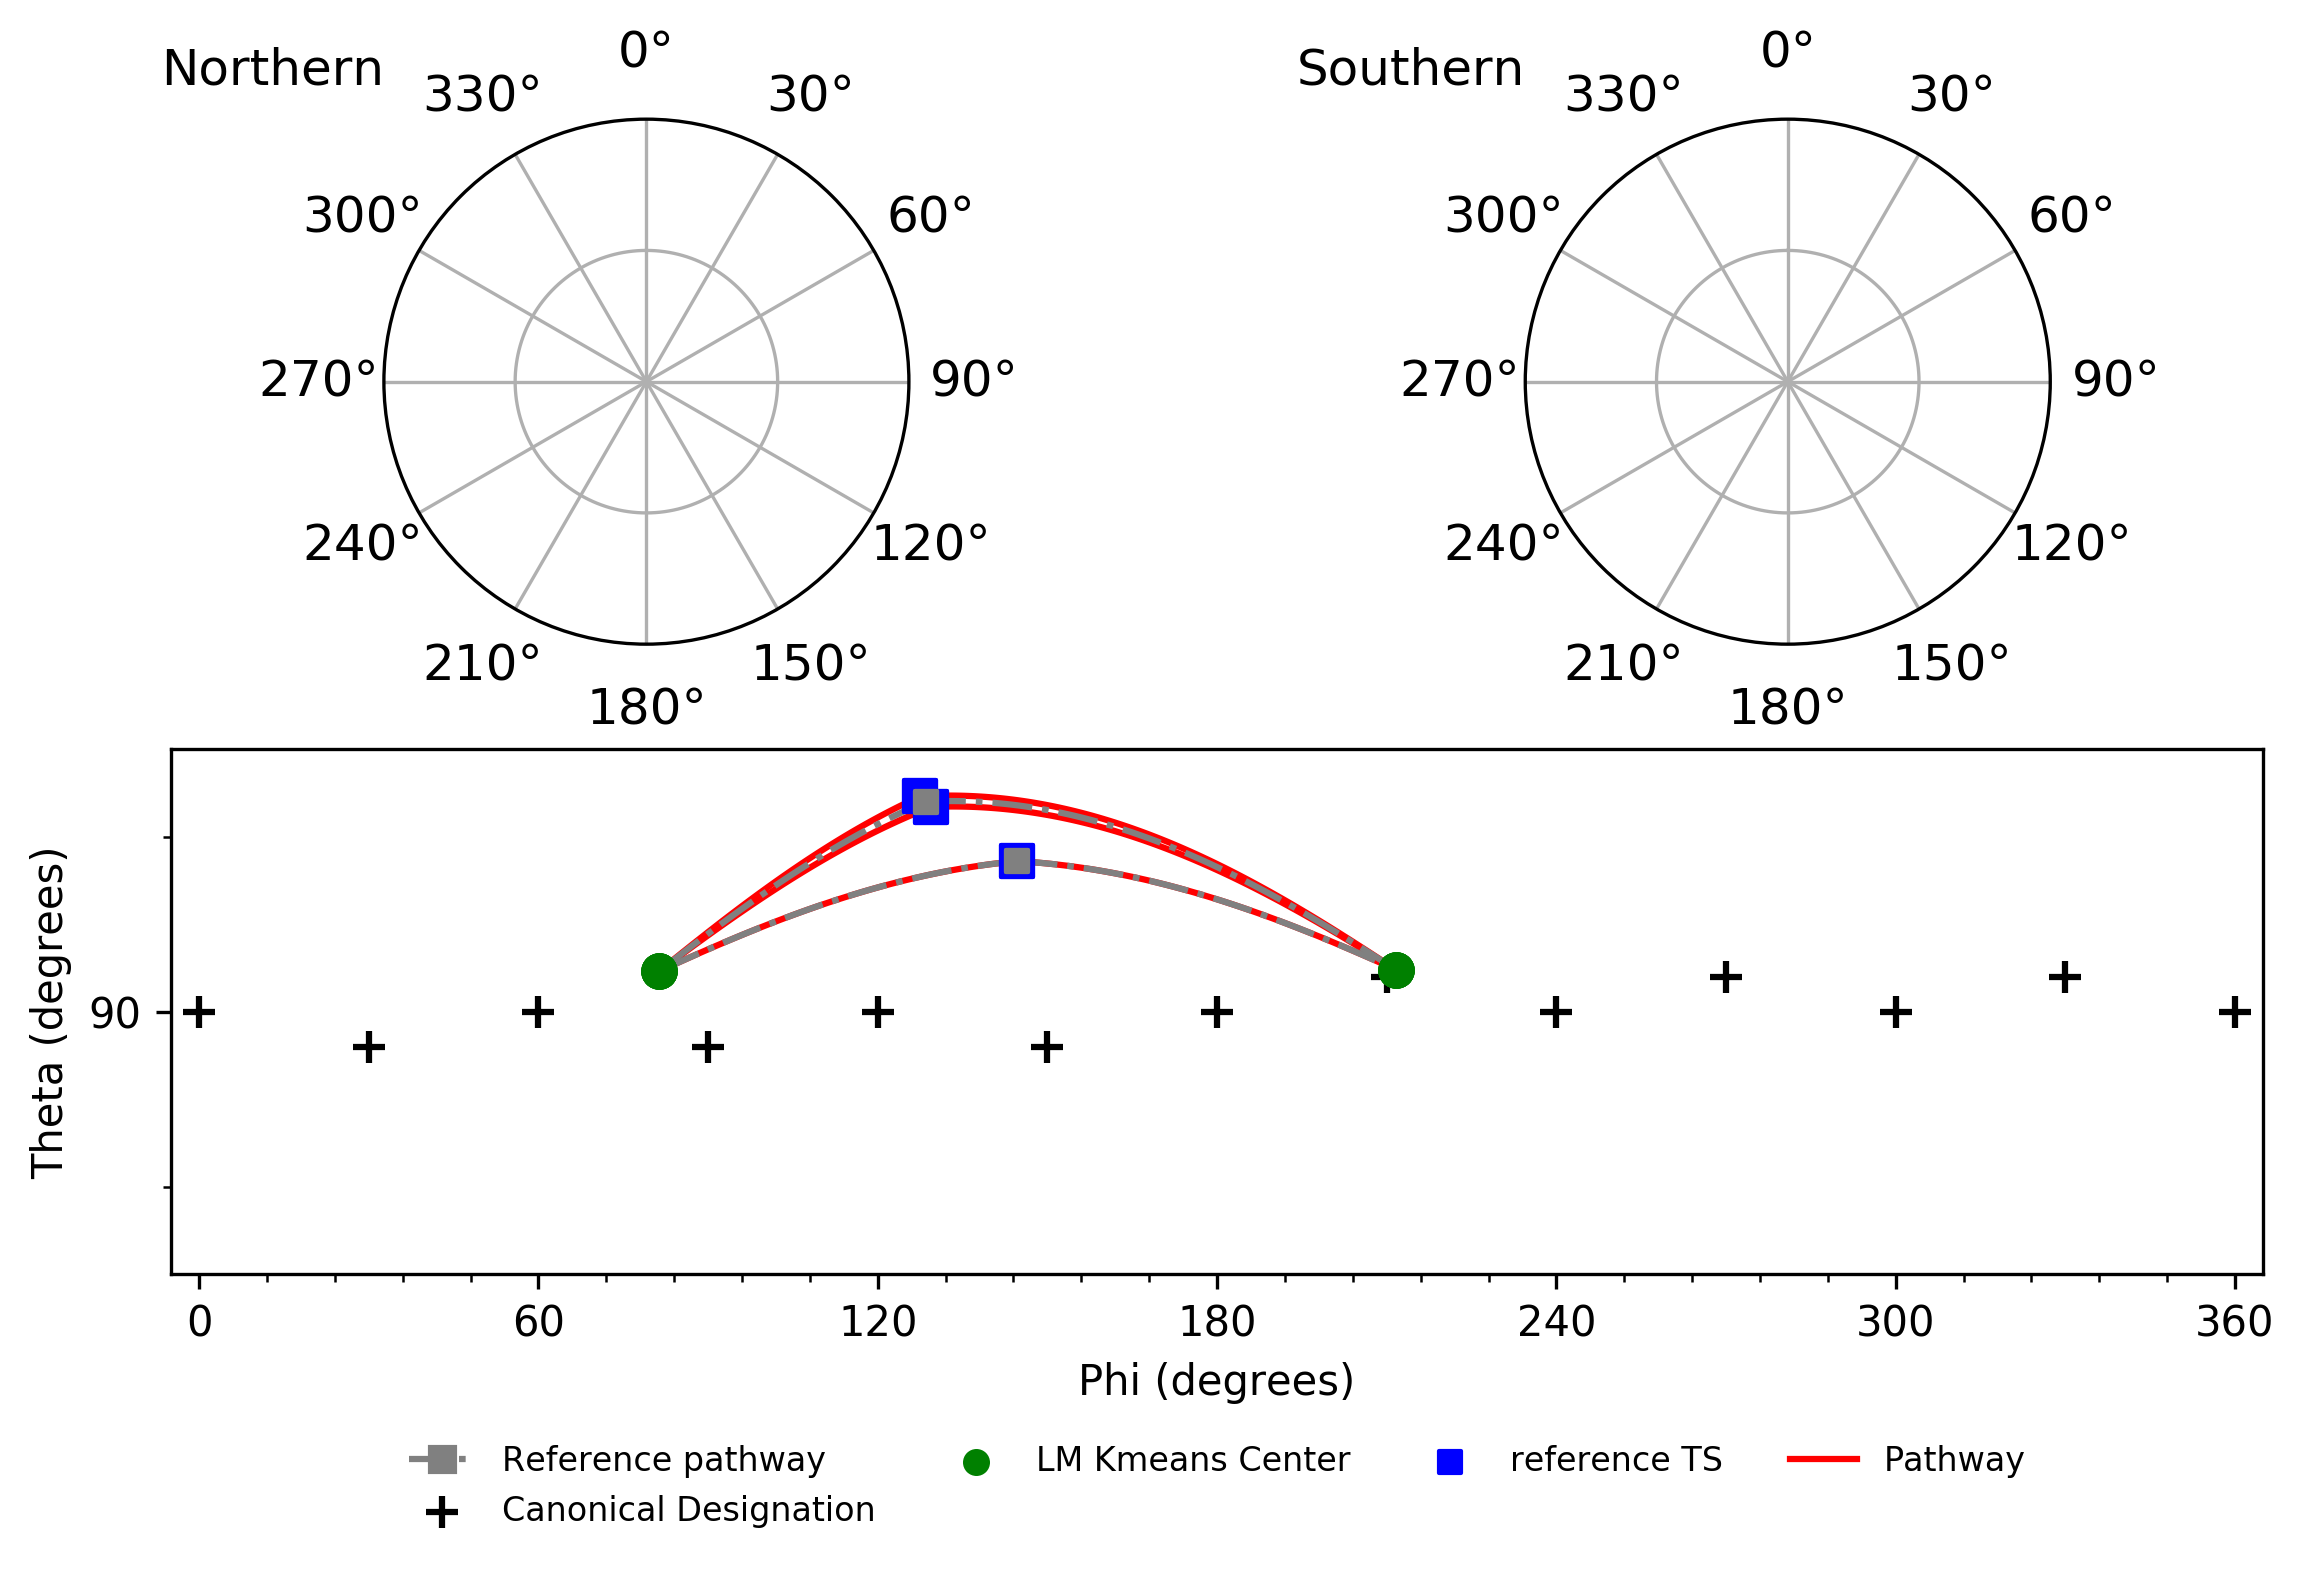 Northern
0°
30°
60°
90°
120°
150°
180°
210°
240°
270°
300°
330°
Southern
0°
30°
60°
90°
120°
150°
180°
210°
240°
270°
300°
330°
Theta (degrees)
90
0 60 120 180 240 300 360
Phi (degrees)
Reference pathway
Canonical Designation
LM Kmeans Center
reference TS
Pathway